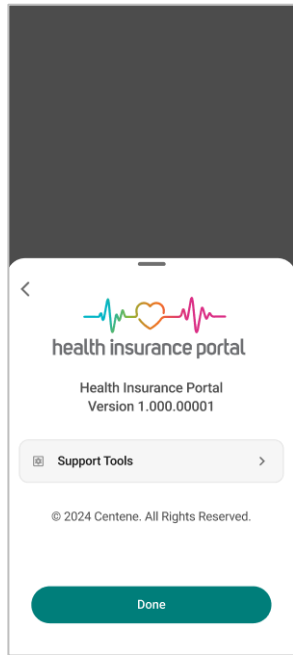 health insurance portal
Health Insurance Portal
Version 1.000.00001
Support Tools
© 2024 Centene. All Rights Reserved.
Done